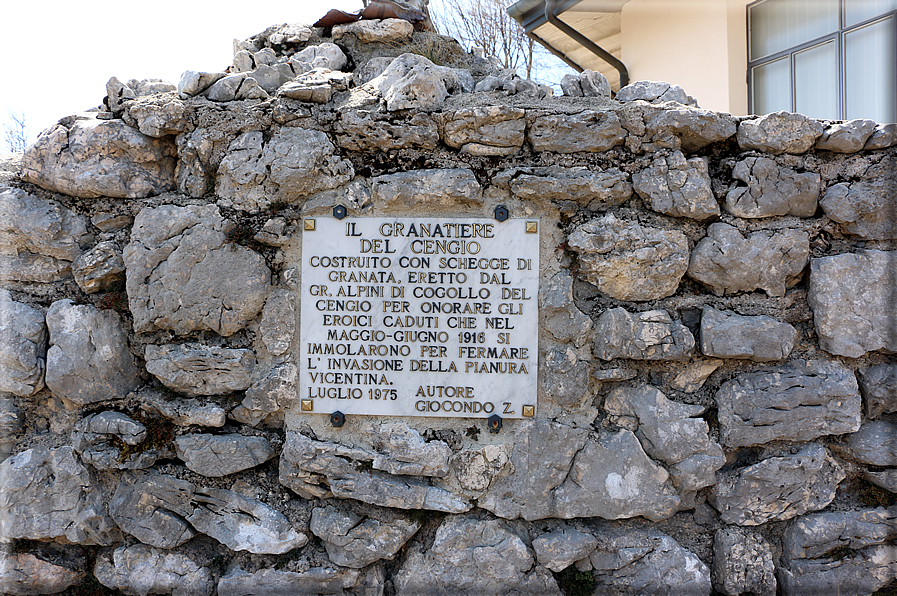 IL GRANATIERE
DEL CENGIO
COSTRUITO CON SCHEGGE DI
GRANATA, ERETTO DAL
GR. ALPINI DI COGOLLO DEL
CENGIO PER ONORARE GLI
EROICI CADUTI CHE NEL
MAGGIO-GIUGNO 1916 SI
IMMOLARONO PER FERMARE
L' INVASIONE DELLA PIANURA
VICENTINA.
LUGLIO 1975 AUTORE
GIOCONDO Z.